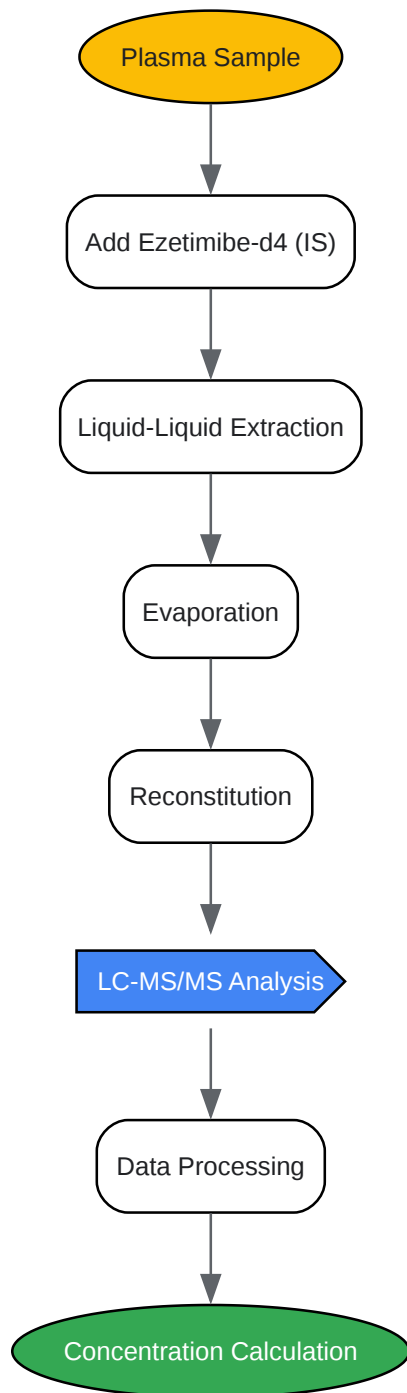 Plasma Sample
Add Ezetimibe-d4 (IS)
Liquid-Liquid Extraction
Evaporation
Reconstitution
LC-MS/MS Analysis
Data Processing
Concentration Calculation